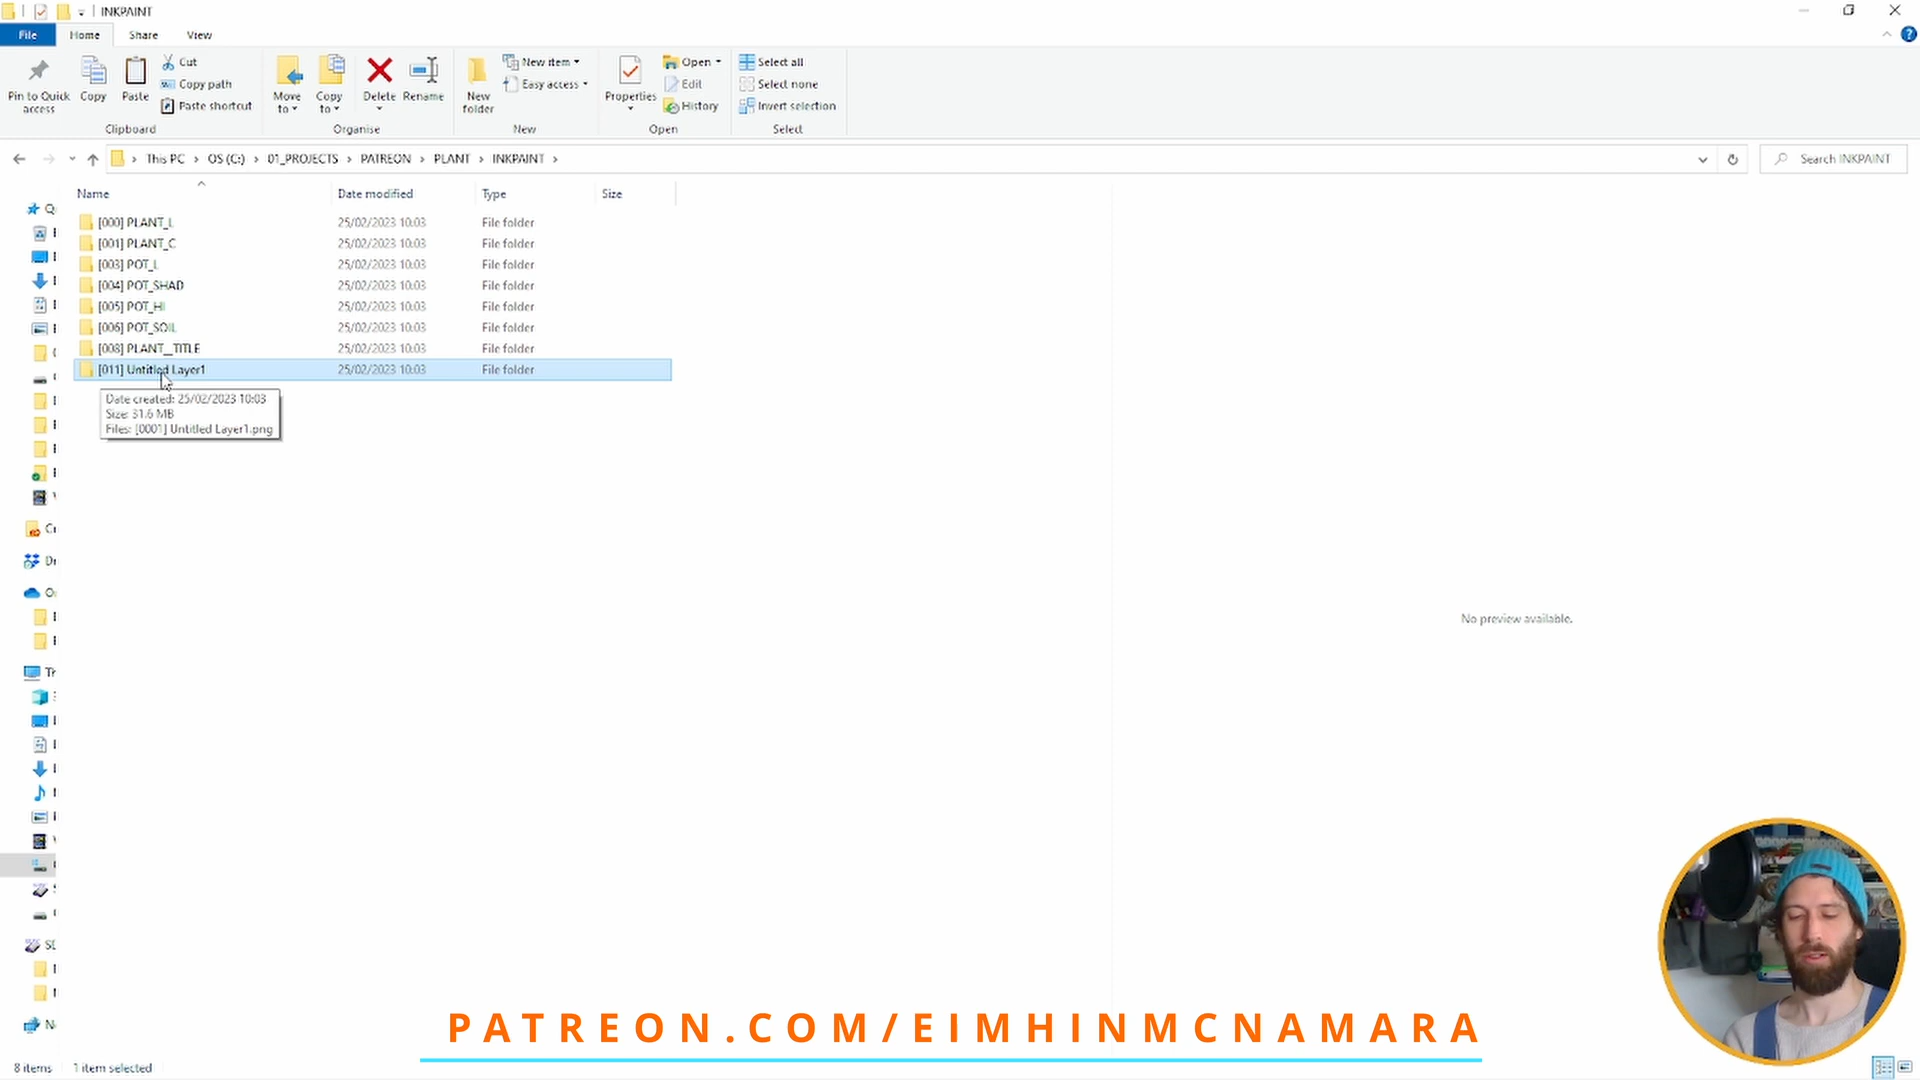 INKPAINT
File Home Share View
Pin to Quick access
Copy
Paste
Cut
Copy path
Paste shortcut
Clipboard
Move to
Copy to
Delete
Rename
Organise
New folder
New item
Easy access
New
Properties
Open
Edit
History
Open
Select all
Select none
Invert selection
Select
This PC > OS (C:) > 01_PROJECTS > PATREON > PLANT > INKPAINT >
Search INKPAINT
Name Date modified Type Size
[000] PLANT_L 25/02/2023 10:03 File folder
[001] PLANT_C 25/02/2023 10:03 File folder
[003] POT_L 25/02/2023 10:03 File folder
[004] POT_SHAD 25/02/2023 10:03 File folder
[005] POT_HI 25/02/2023 10:03 File folder
[006] POT_SOIL 25/02/2023 10:03 File folder
[008] PLANT__TITLE 25/02/2023 10:03 File folder
[011] Untitled Layer1 25/02/2023 10:03 File folder
Date created: 25/02/2023 10:03
Size: 31.6 MB
Files: [0001] Untitled Layer1.png
No preview available.
PATREON.COM/EIMHINMCNAMARA
8 items 1 item selected